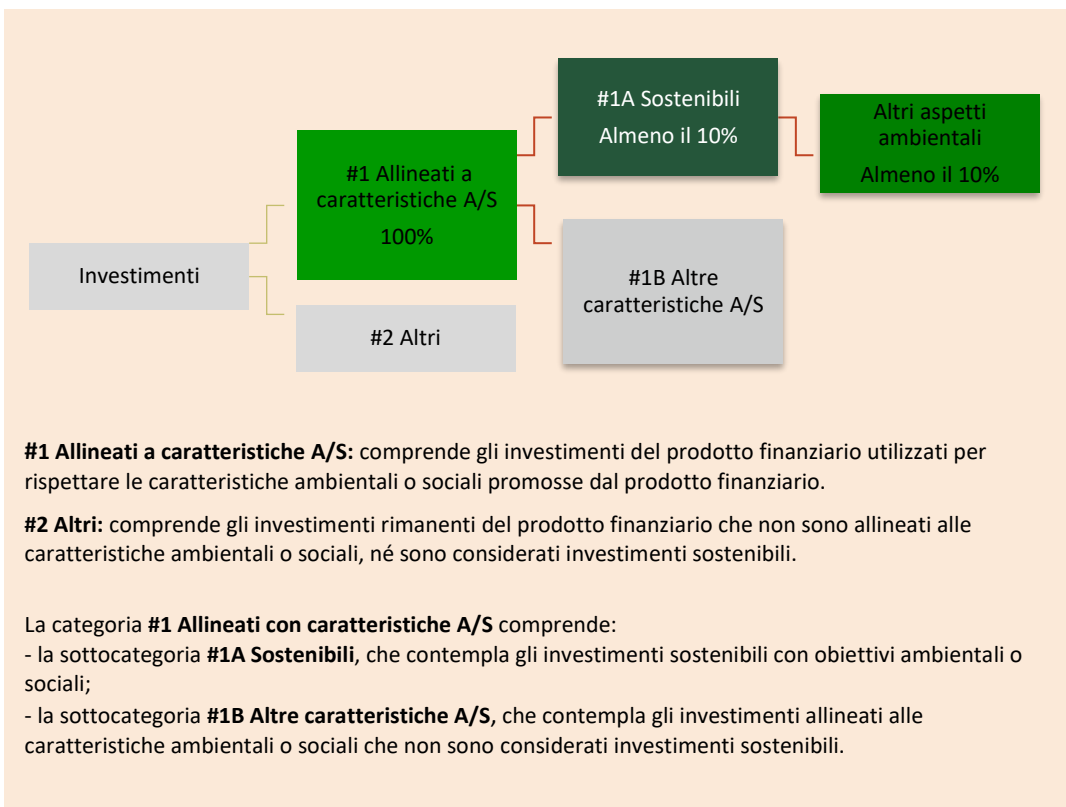 #1A Sostenibili
Almeno il 10%
Altri aspetti
ambientali
Almeno il 10%
#1 Allineati a
caratteristiche A/S
100%
Investimenti
#1B Altre
caratteristiche A/S
#2 Altri
#1 Allineati a caratteristiche A/S: comprende gli investimenti del prodotto finanziario utilizzati per
rispettare le caratteristiche ambientali o sociali promosse dal prodotto finanziario.
#2 Altri: comprende gli investimenti rimanenti del prodotto finanziario che non sono allineati alle
caratteristiche ambientali o sociali, né sono considerati investimenti sostenibili.
La categoria #1 Allineati con caratteristiche A/S comprende:
- la sottocategoria #1A Sostenibili, che contempla gli investimenti sostenibili con obiettivi ambientali o
sociali;
- la sottocategoria #1B Altre caratteristiche A/S, che contempla gli investimenti allineati alle
caratteristiche ambientali o sociali che non sono considerati investimenti sostenibili.